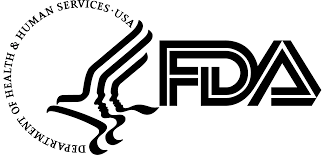 DEPARTMENT OF HEALTH & HUMAN SERVICES · USA
FDA